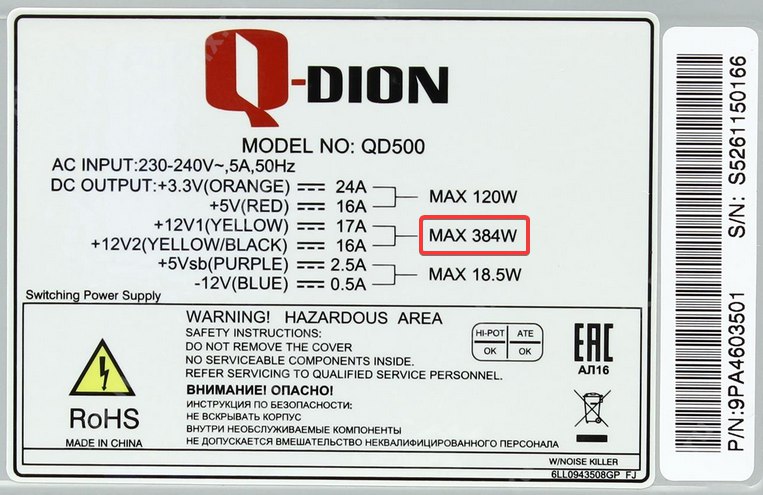 Q-DION
MODEL NO: QD500
AC INPUT:230-240V~,5A,50Hz
DC OUTPUT:+3.3V(ORANGE) ⎓ 24A
+5V(RED) ⎓ 16A
MAX 120W
+12V1(YELLOW) ⎓ 17A
+12V2(YELLOW/BLACK) ⎓ 16A
MAX 384W
+5Vsb(PURPLE) ⎓ 2.5A
-12V(BLUE) ⎓ 0.5A
MAX 18.5W
Switching Power Supply
WARNING! HAZARDOUS AREA
SAFETY INSTRUCTIONS:
DO NOT REMOVE THE COVER
NO SERVICEABLE COMPONENTS INSIDE.
REFER SERVICING TO QUALIFIED SERVICE PERSONNEL.
ВНИМАНИЕ! ОПАСНО!
ИНСТРУКЦИЯ ПО БЕЗОПАСНОСТИ:
НЕ ВСКРЫВАТЬ КОРПУС
ВНУТРИ НЕОБСЛУЖИВАЕМЫЕ КОМПОНЕНТЫ
НЕ ДОПУСКАЕТСЯ ВМЕШАТЕЛЬСТВО НЕКВАЛИФИЦИРОВАННОГО ПЕРСОНАЛА
RoHS
MADE IN CHINA
HI-POT ATE
OK OK
EAC
АЛ16
W/NOISE KILLER
6LL0943508GP FJ
P/N:9PA4603501 S/N: S5261150166